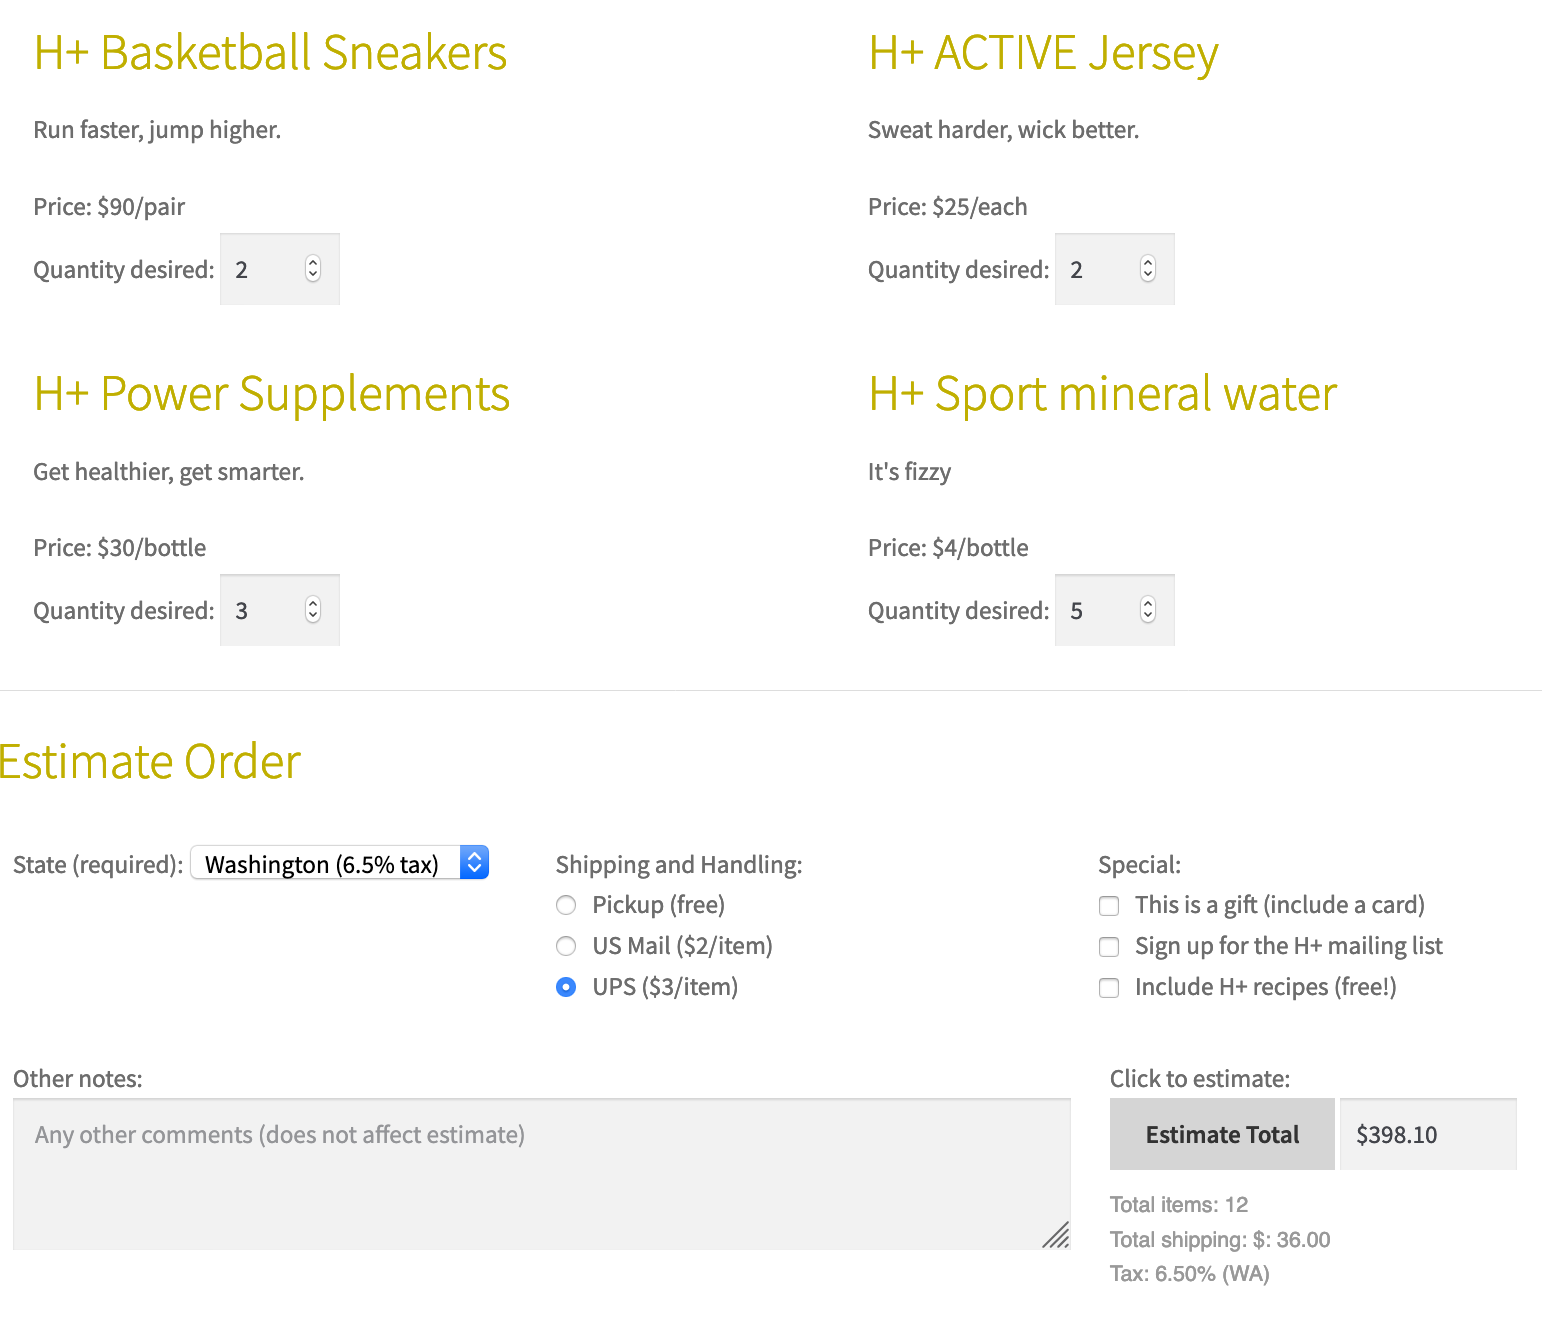 H+ Basketball Sneakers
Run faster, jump higher.
Price: $90/pair
Quantity desired: 2
H+ ACTIVE Jersey
Sweat harder, wick better.
Price: $25/each
Quantity desired: 2
H+ Power Supplements
Get healthier, get smarter.
Price: $30/bottle
Quantity desired: 3
H+ Sport mineral water
It's fizzy
Price: $4/bottle
Quantity desired: 5
Estimate Order
State (required): Washington (6.5% tax)
Shipping and Handling:
Pickup (free)
US Mail ($2/item)
UPS ($3/item)
Special:
This is a gift (include a card)
Sign up for the H+ mailing list
Include H+ recipes (free!)
Other notes:
Any other comments (does not affect estimate)
Click to estimate:
Estimate Total $398.10
Total items: 12
Total shipping: $: 36.00
Tax: 6.50% (WA)